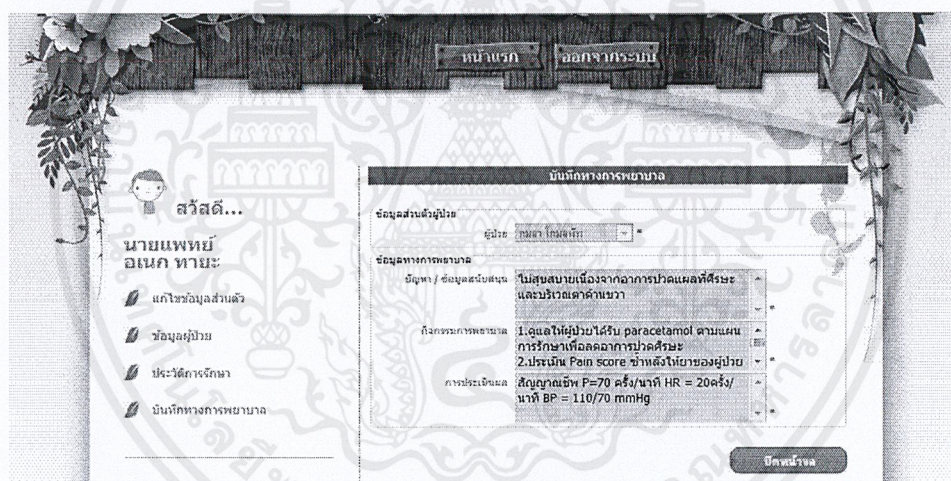 หน้าแรก
ออกจากระบบ
สวัสดี...
นายแพทย์
อเนก ทายะ
แก้ไขข้อมูลส่วนตัว
ข้อมูลผู้ป่วย
ประวัติการรักษา
บันทึกทางการพยาบาล
บันทึกทางการพยาบาล
ข้อมูลส่วนตัวผู้ป่วย
ผู้ป่วย *
ข้อมูลทางการพยาบาล
ปัญหา / ข้อมูลสนับสนุน ไม่สุขสบายเนื่องจากอาการปวดแผลที่ศีรษะ
และบริเวณตาด้านขวา *
กิจกรรมการพยาบาล 1.ดูแลให้ผู้ป่วยได้รับ paracetamol ตามแผน
การรักษาเพื่อลดอาการปวดศีรษะ
2.ประเมิน Pain score ซ้ำหลังให้ยาของผู้ป่วย *
การประเมินผล สัญญาณชีพ P=70 ครั้ง/นาที HR = 20ครั้ง/
นาที BP = 110/70 mmHg *
ปิดหน้าจอ